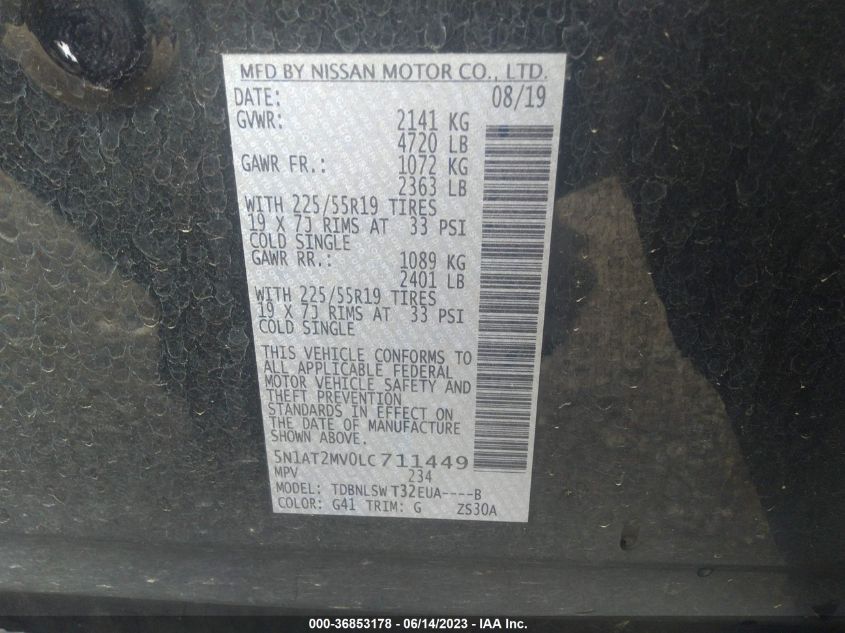 MFD BY NISSAN MOTOR CO., LTD.
DATE: 08/19
GVWR: 2141 KG
4720 LB
GAWR FR.: 1072 KG
2363 LB
WITH 225/55R19 TIRES
19 X 7J RIMS AT 33 PSI
COLD SINGLE
GAWR RR.: 1089 KG
2401 LB
WITH 225/55R19 TIRES
19 X 7J RIMS AT 33 PSI
COLD SINGLE
THIS VEHICLE CONFORMS TO
ALL APPLICABLE FEDERAL
MOTOR VEHICLE SAFETY AND
THEFT PREVENTION
STANDARDS IN EFFECT ON
THE DATE OF MANUFACTURE
SHOWN ABOVE.
5N1AT2MV0LC711449
MPV 234
MODEL: TDBNLSW T32EUA----B
COLOR: G41 TRIM: G ZS30A
000-36853178 - 06/14/2023 - IAA Inc.